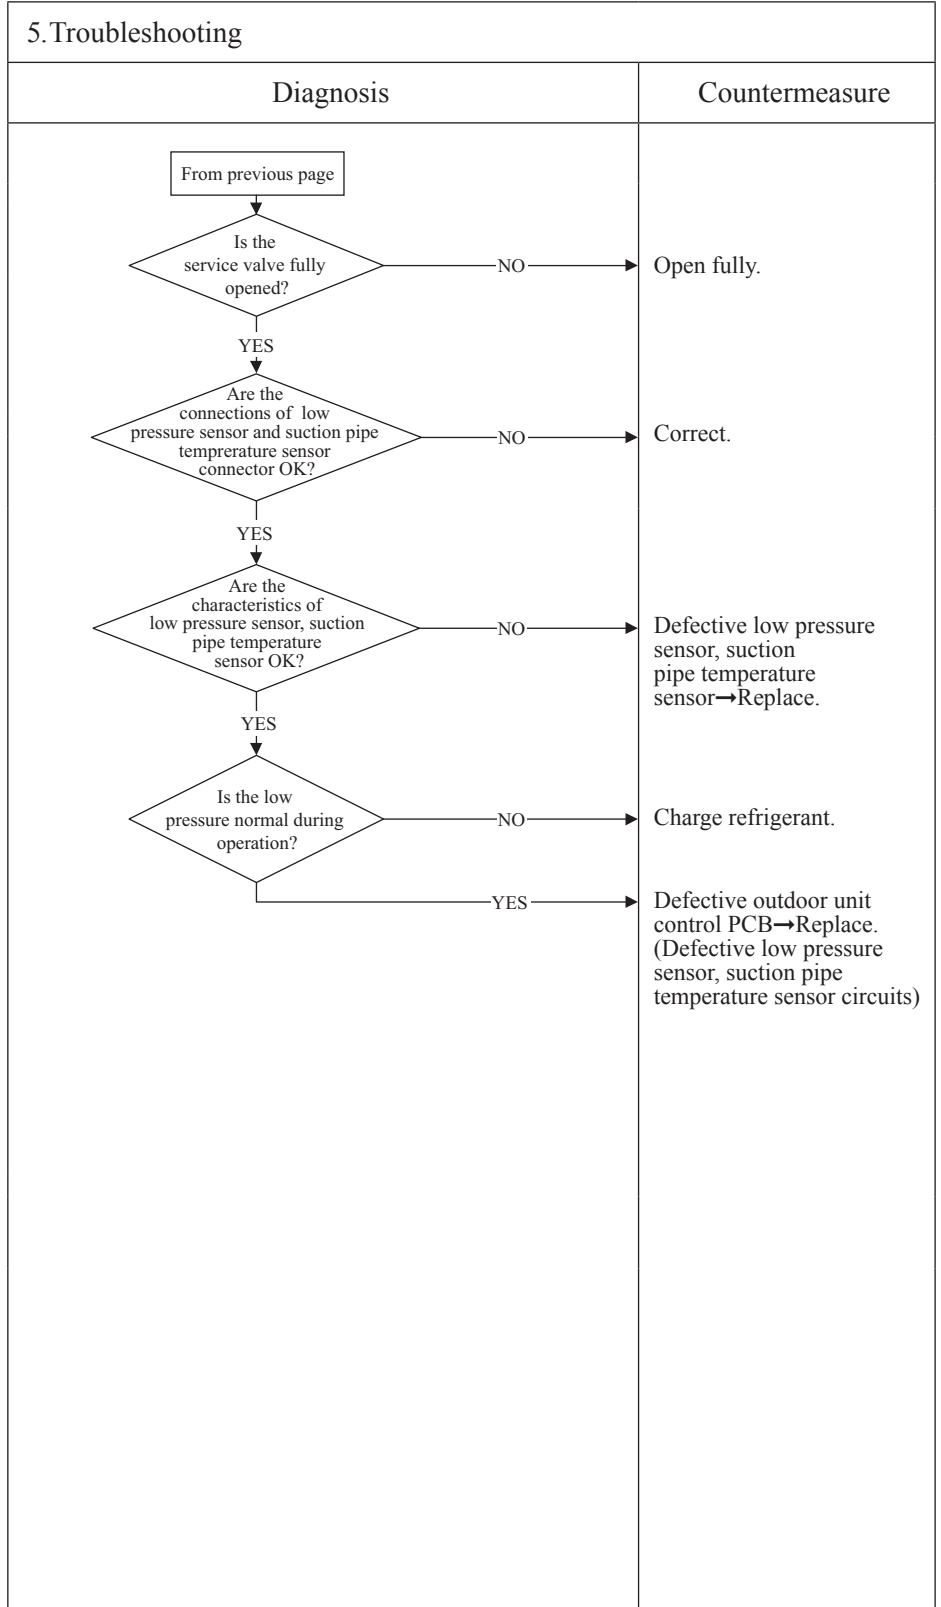 5.Troubleshooting
Diagnosis
Countermeasure
From previous page
Is the
service valve fully
opened?
NO
Open fully.
YES
Are the
connections of low
pressure sensor and suction pipe
temprerature sensor
connector OK?
NO
Correct.
YES
Are the
characteristics of
low pressure sensor, suction
pipe temperature
sensor OK?
NO
Defective low pressure
sensor, suction
pipe temperature
sensor→Replace.
YES
Is the low
pressure normal during
operation?
NO
Charge refrigerant.
YES
Defective outdoor unit
control PCB→Replace.
(Defective low pressure
sensor, suction pipe
temperature sensor circuits)